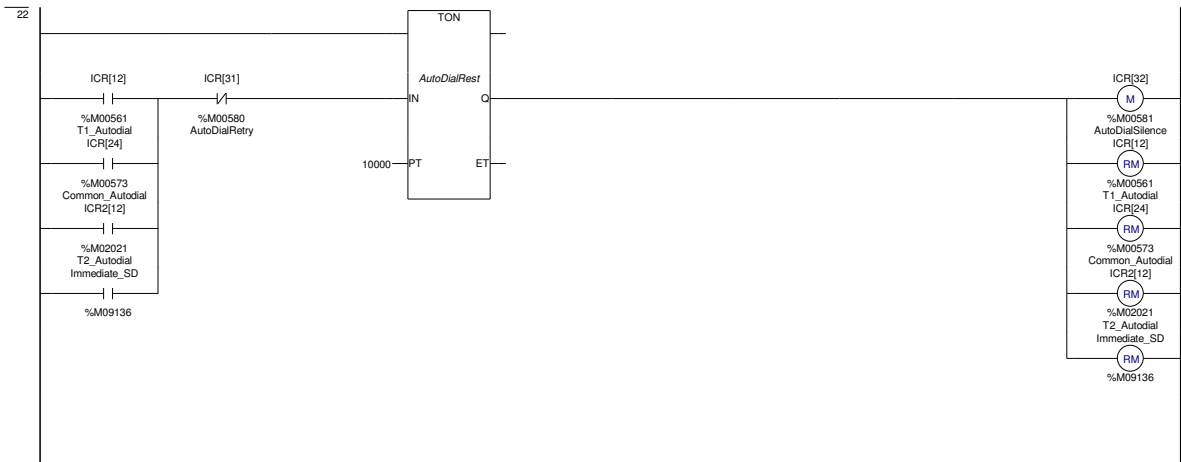 22
TON
ICR[12]
ICR[31]
AutoDialRest
ICR[32]
IN
Q
M
%M00561
%M00580
%M00581
T1_Autodial
AutoDialRetry
AutoDialSilence
ICR[24]
ICR[12]
10000
PT
ET
RM
%M00573
%M00561
Common_Autodial
T1_Autodial
ICR2[12]
ICR[24]
RM
%M02021
%M00573
T2_Autodial
Common_Autodial
Immediate_SD
ICR2[12]
RM
%M09136
%M02021
T2_Autodial
Immediate_SD
RM
%M09136